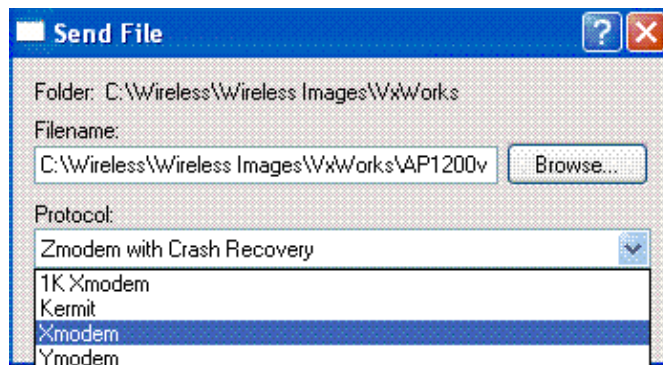 Send File
Folder: C:\Wireless\Wireless Images\VxWorks
Filename:
C:\Wireless\Wireless Images\VxWorks\AP1200v
Browse...
Protocol:
Zmodem with Crash Recovery
1K Xmodem
Kermit
Xmodem
Ymodem